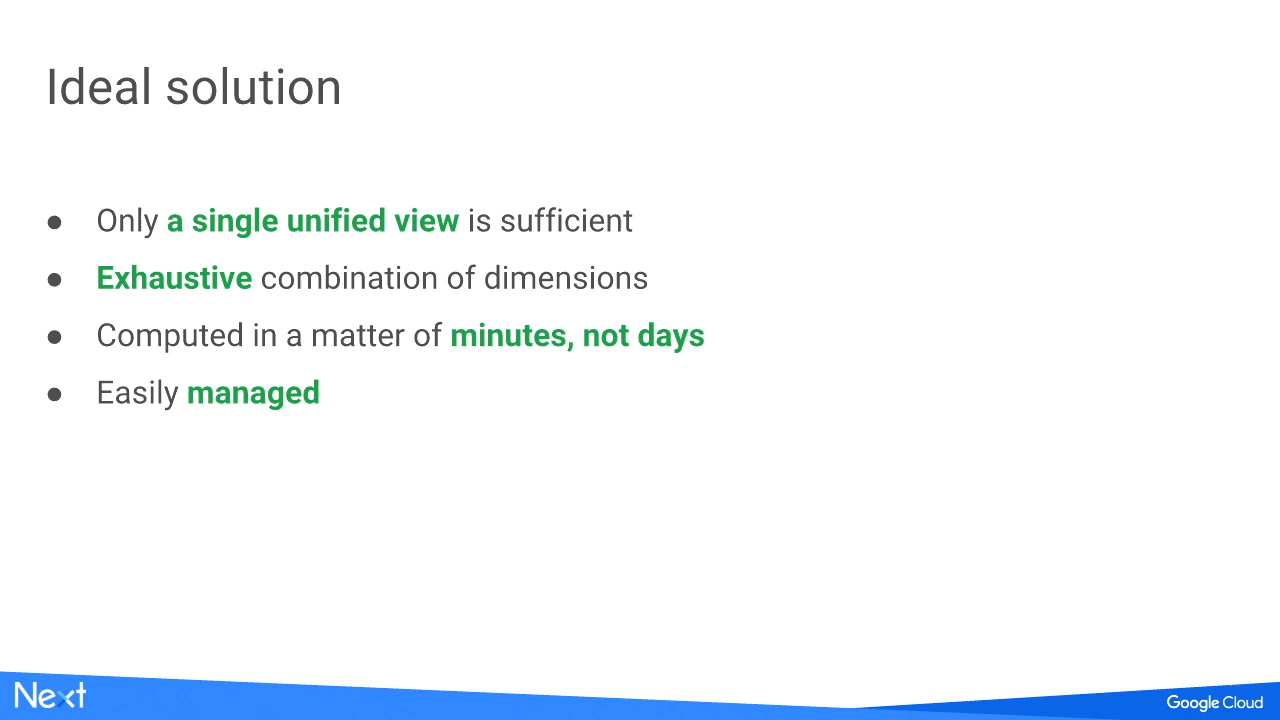 Ideal solution
● Only a single unified view is sufficient
● Exhaustive combination of dimensions
● Computed in a matter of minutes, not days
● Easily managed
Next
Google Cloud